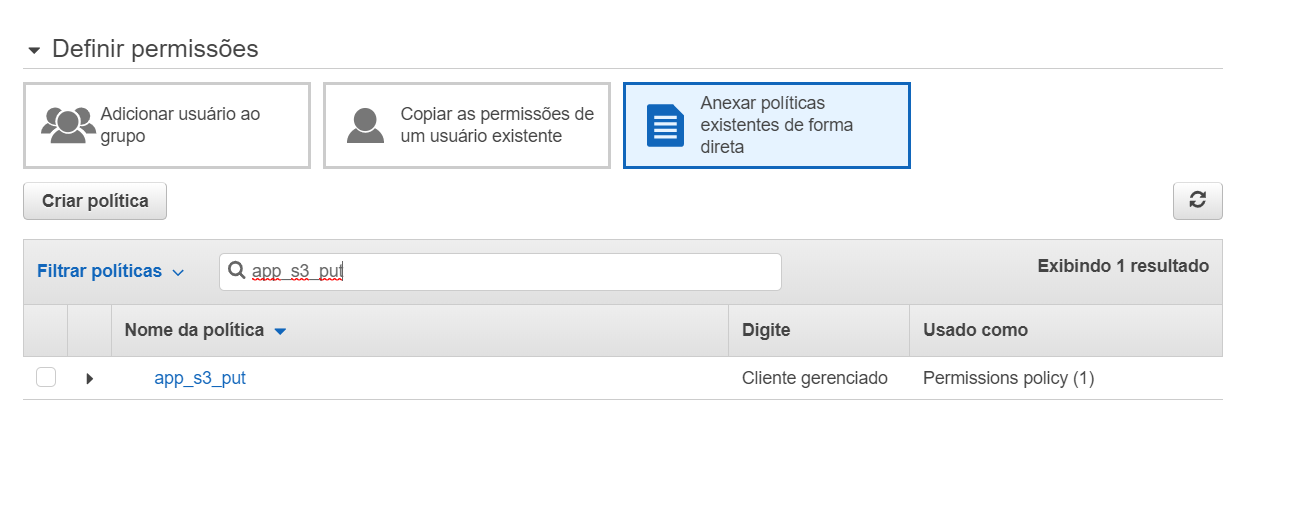 Definir permissões
Adicionar usuário ao
grupo
Copiar as permissões de
um usuário existente
Anexar políticas
existentes de forma
direta
Criar política
Filtrar políticas
app_s3_put
Exibindo 1 resultado
Nome da política
Digite
Usado como
app_s3_put
Cliente gerenciado
Permissions policy (1)